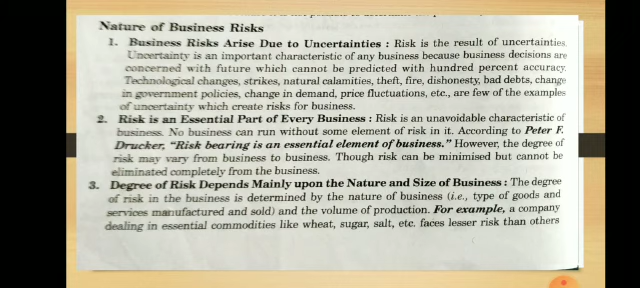 Nature of Business Risks
1. Business Risks Arise Due to Uncertainties : Risk is the result of uncertainties.
Uncertainty is an important characteristic of any business because business decisions are
concerned with future which cannot be predicted with hundred percent accuracy.
Technological changes, strikes, natural calamities, theft, fire, dishonesty, bad debts, change
in government policies, change in demand, price fluctuations, etc., are few of the examples
of uncertainty which create risks for business.
2. Risk is an Essential Part of Every Business : Risk is an unavoidable characteristic of
business. No business can run without some element of risk in it. According to Peter F.
Drucker, “Risk bearing is an essential element of business.” However, the degree of
risk may vary from business to business. Though risk can be minimised but cannot be
eliminated completely from the business.
3. Degree of Risk Depends Mainly upon the Nature and Size of Business : The degree
of risk in the business is determined by the nature of business (i.e., type of goods and
services manufactured and sold) and the volume of production. For example, a company
dealing in essential commodities like wheat, sugar, salt, etc. faces lesser risk than others